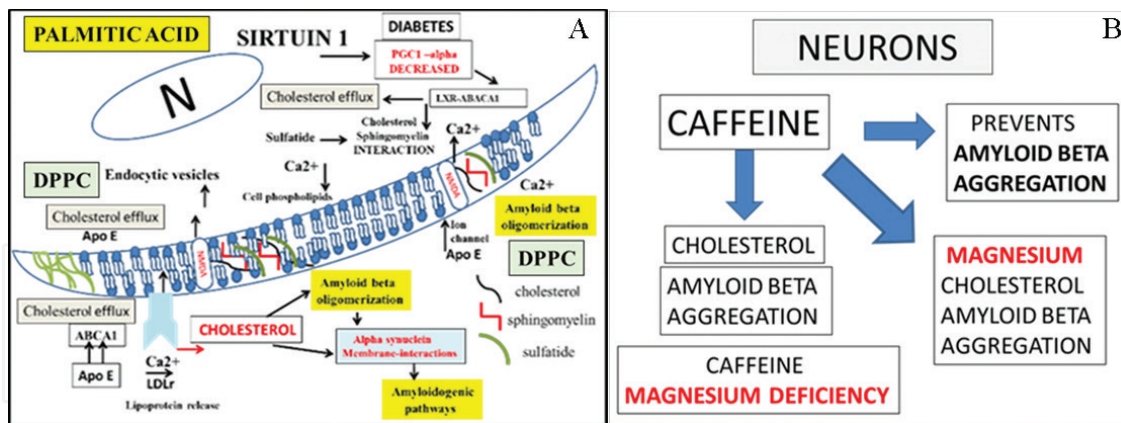 PALMITIC ACID
SIRTUIN 1
DIABETES
A
PGC1 –alpha
DECREASED
N
Cholesterol efflux
LXR-ABACA1
Cholesterol
Sphingomyelin
INTERACTION
Sulfatide
Ca2+
Ca2+
Cell phospholipids
NMDA
Ca2+
DPPC
Endocytic vesicles
Cholesterol efflux
Apo E
NMDA
Amyloid beta
oligomerization
Ion
channel
Apo E
DPPC
cholesterol
sphingomyelin
sulfatide
Cholesterol efflux
ABCA1
Apo E
Ca2+
LDLr
Lipoprotein release
CHOLESTEROL
Amyloid beta
oligomerization
Alpha synuclein
Membrane-interactions
Amyloidogenic
pathways
B
NEURONS
CAFFEINE
PREVENTS
AMYLOID BETA
AGGREGATION
CHOLESTEROL
AMYLOID BETA
AGGREGATION
MAGNESIUM
CHOLESTEROL
AMYLOID BETA
AGGREGATION
CAFFEINE
MAGNESIUM DEFICIENCY